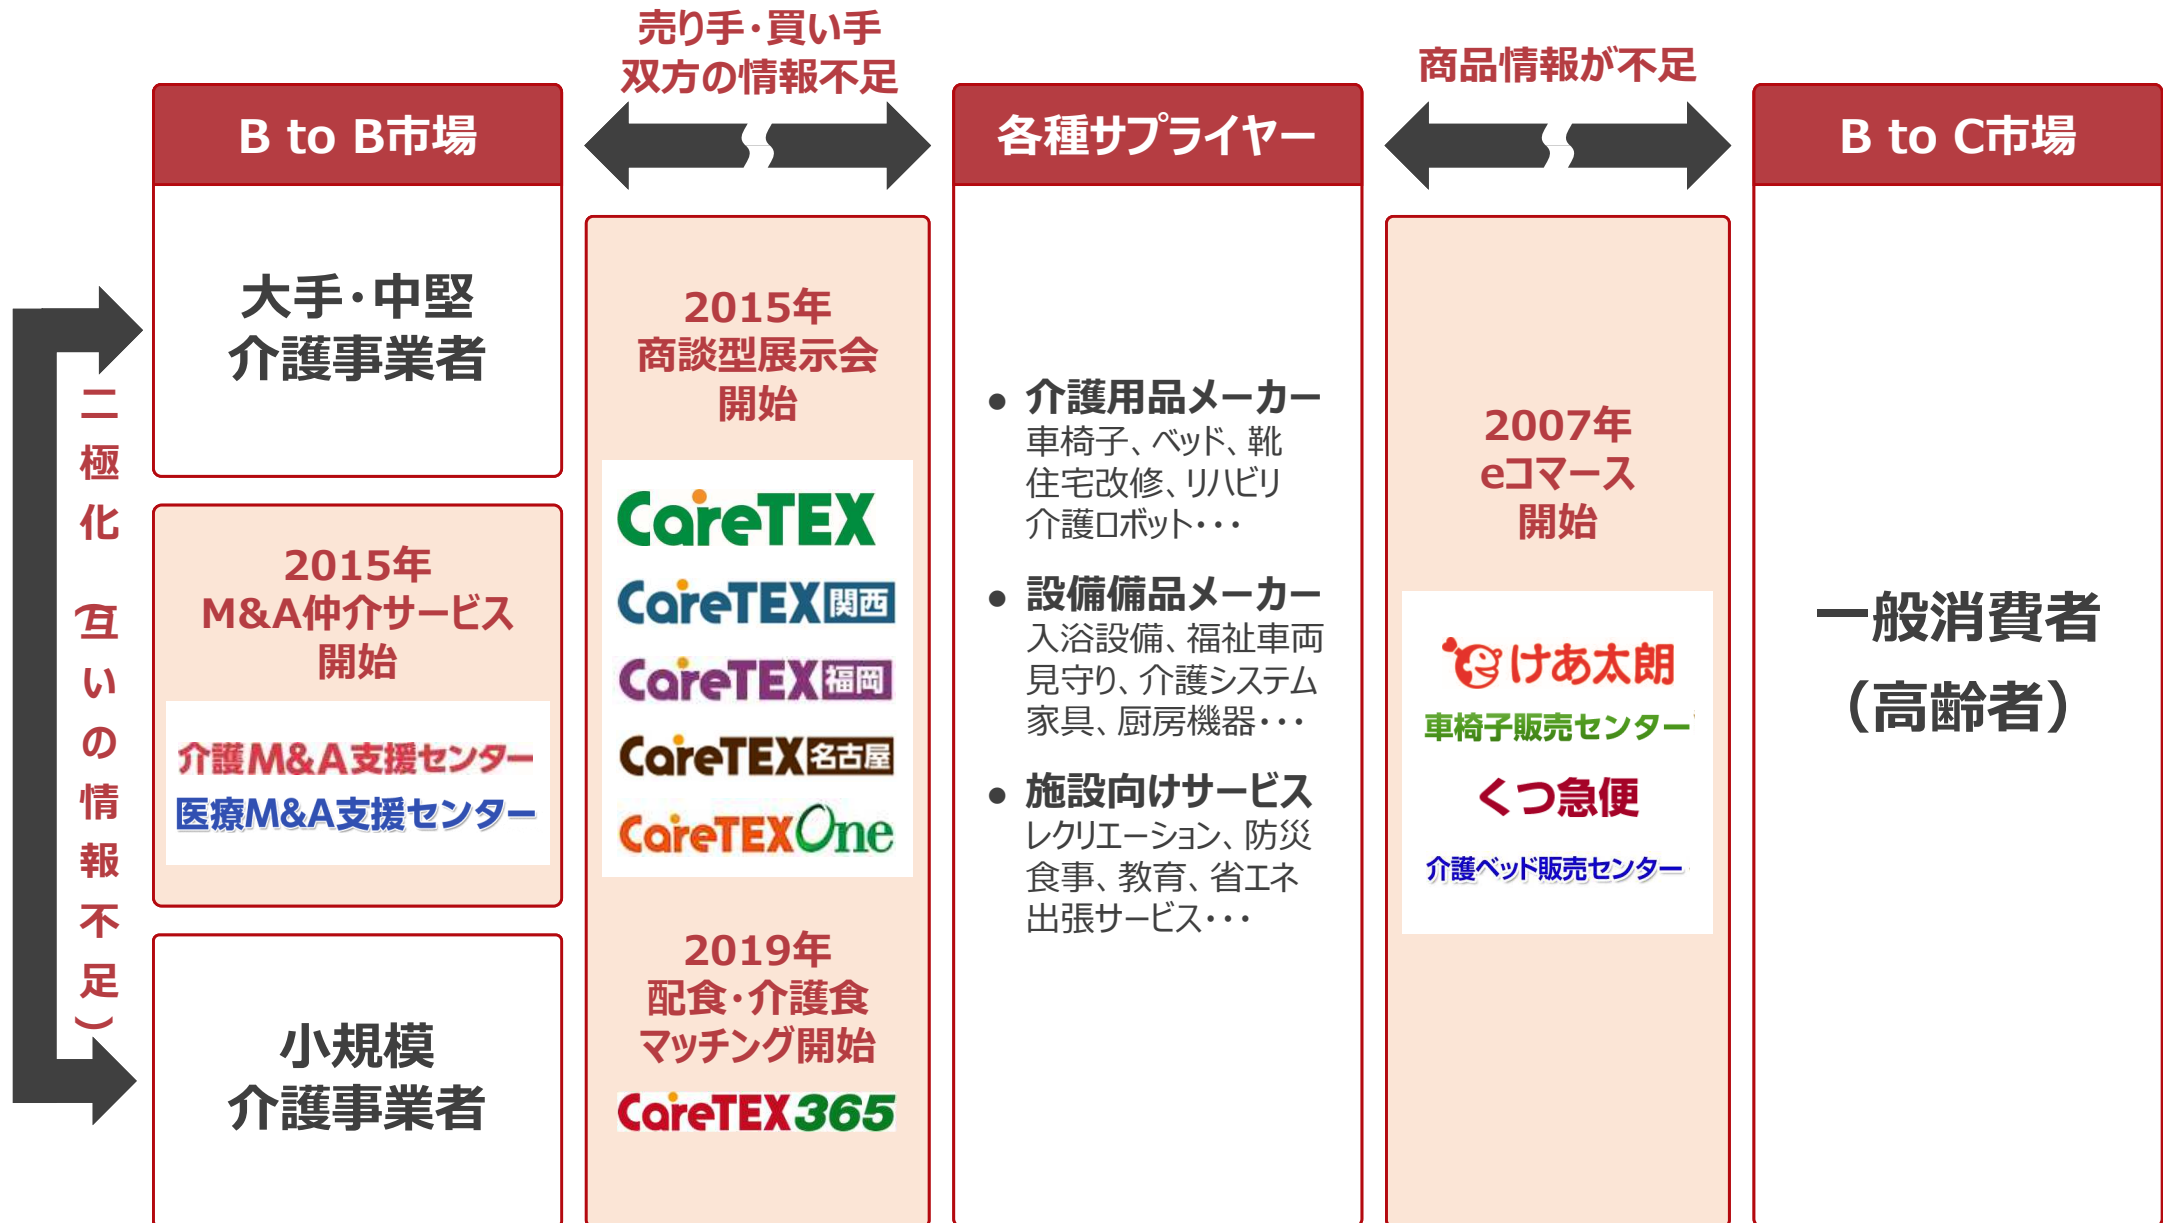 売り手・買い手
双方の情報不足
商品情報が不足
B to B市場
各種サプライヤー
B to C市場
二極化（互いの情報不足）
大手・中堅
介護事業者
2015年
M&A仲介サービス
開始
介護M&A支援センター
医療M&A支援センター
小規模
介護事業者
2015年
商談型展示会
開始
CareTEX
CareTEX関西
CareTEX福岡
CareTEX名古屋
CareTEXOne
2019年
配食・介護食
マッチング開始
CareTEX365
● 介護用品メーカー
車椅子、ベッド、靴
住宅改修、リハビリ
介護ロボット・・・
● 設備備品メーカー
入浴設備、福祉車両
見守り、介護システム
家具、厨房機器・・・
● 施設向けサービス
レクリエーション、防災
食事、教育、省エネ
出張サービス・・・
2007年
eコマース
開始
けあ太朗
車椅子販売センター
くつ急便
介護ベッド販売センター
一般消費者
（高齢者）